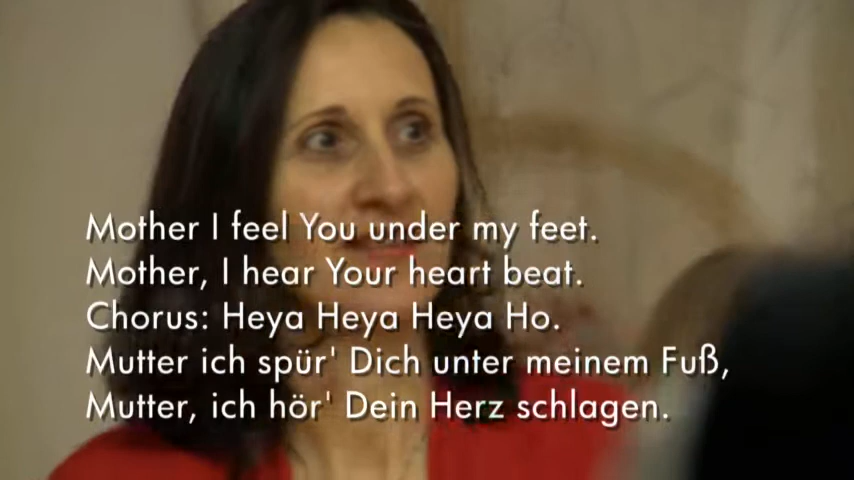 Mother I feel You under my feet.
Mother, I hear Your heart beat.
Chorus: Heya Heya Heya Ho.
Mutter ich spür' Dich unter meinem Fuß,
Mutter, ich hör' Dein Herz schlagen.